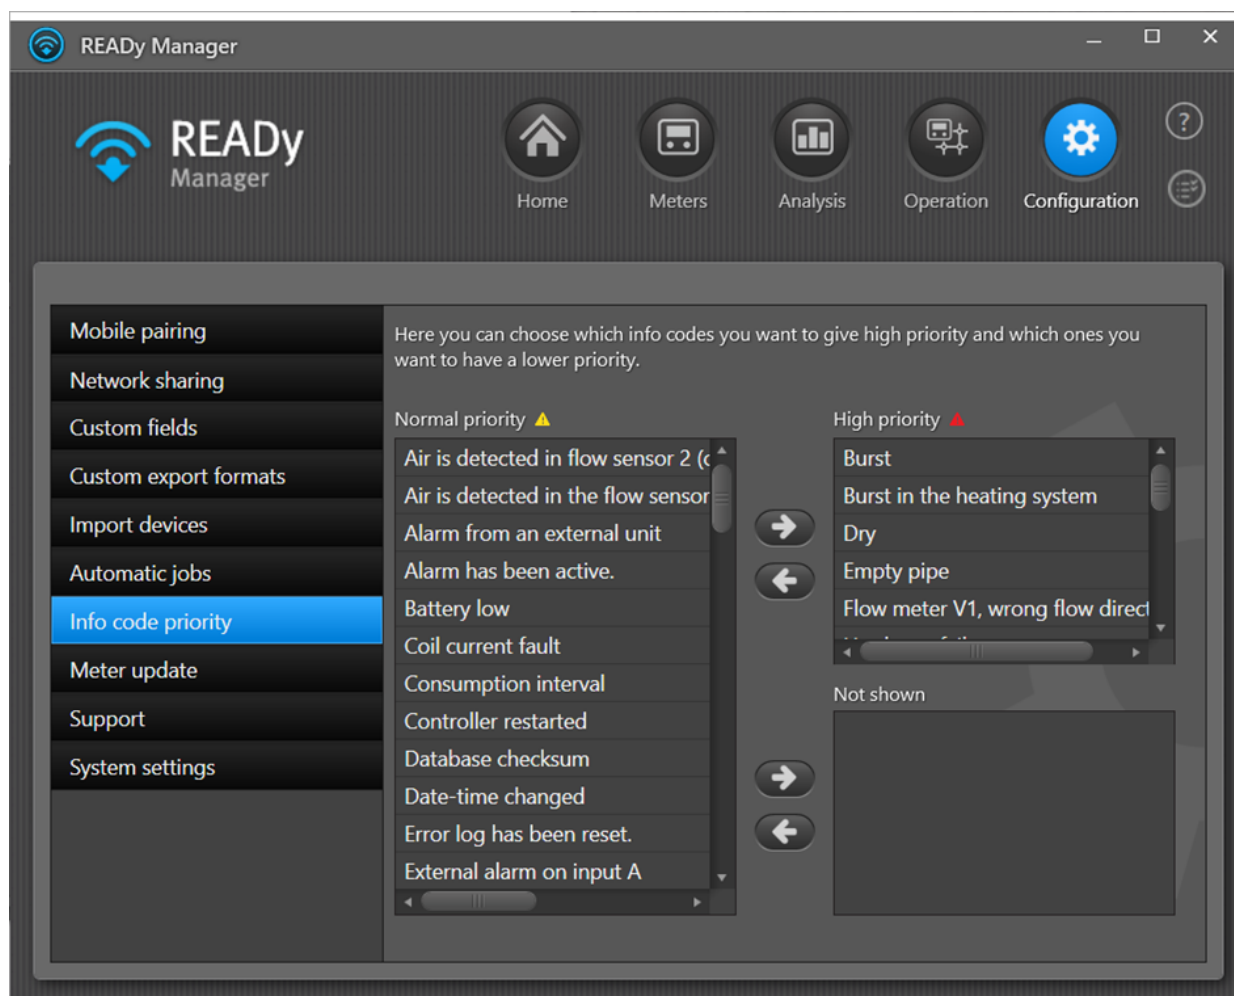 READy Manager
READy
Manager
Home
Meters
Analysis
Operation
Configuration
?
Mobile pairing
Network sharing
Custom fields
Custom export formats
Import devices
Automatic jobs
Info code priority
Meter update
Support
System settings
Here you can choose which info codes you want to give high priority and which ones you
want to have a lower priority.
Normal priority
Air is detected in flow sensor 2 (c
Air is detected in the flow sensor
Alarm from an external unit
Alarm has been active.
Battery low
Coil current fault
Consumption interval
Controller restarted
Database checksum
Date-time changed
Error log has been reset.
External alarm on input A
High priority
Burst
Burst in the heating system
Dry
Empty pipe
Flow meter V1, wrong flow direct
Not shown